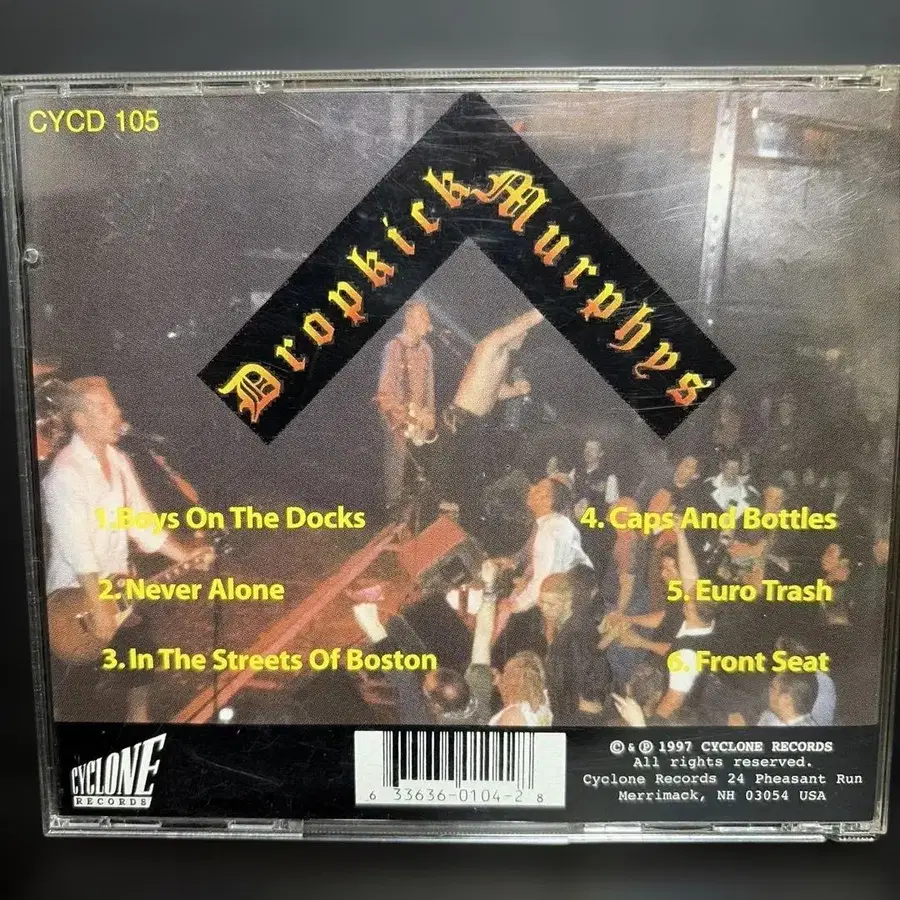 CYCD 105
Dropkick Murphys
1.Boys On The Docks
2.Never Alone
3.In The Streets Of Boston
4.Caps And Bottles
5.Euro Trash
6.Front Seat
CYCLONE
RECORDS
6 33636-0104-2 8
© & ℗ 1997 CYCLONE RECORDS
All rights reserved.
Cyclone Records 24 Pheasant Run
Merrimack, NH 03054 USA